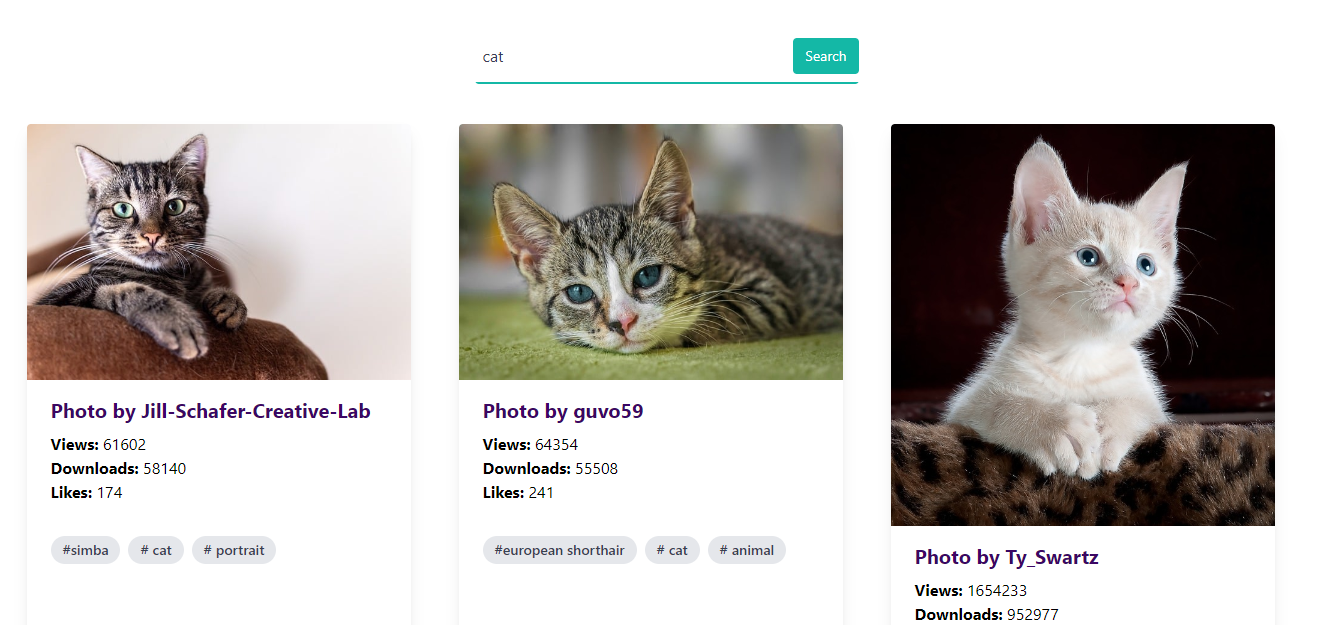 cat
Search
Photo by Jill-Schafer-Creative-Lab
Views: 61602
Downloads: 58140
Likes: 174
#simba # cat # portrait
Photo by guvo59
Views: 64354
Downloads: 55508
Likes: 241
#european shorthair # cat # animal
Photo by Ty_Swartz
Views: 1654233
Downloads: 952977